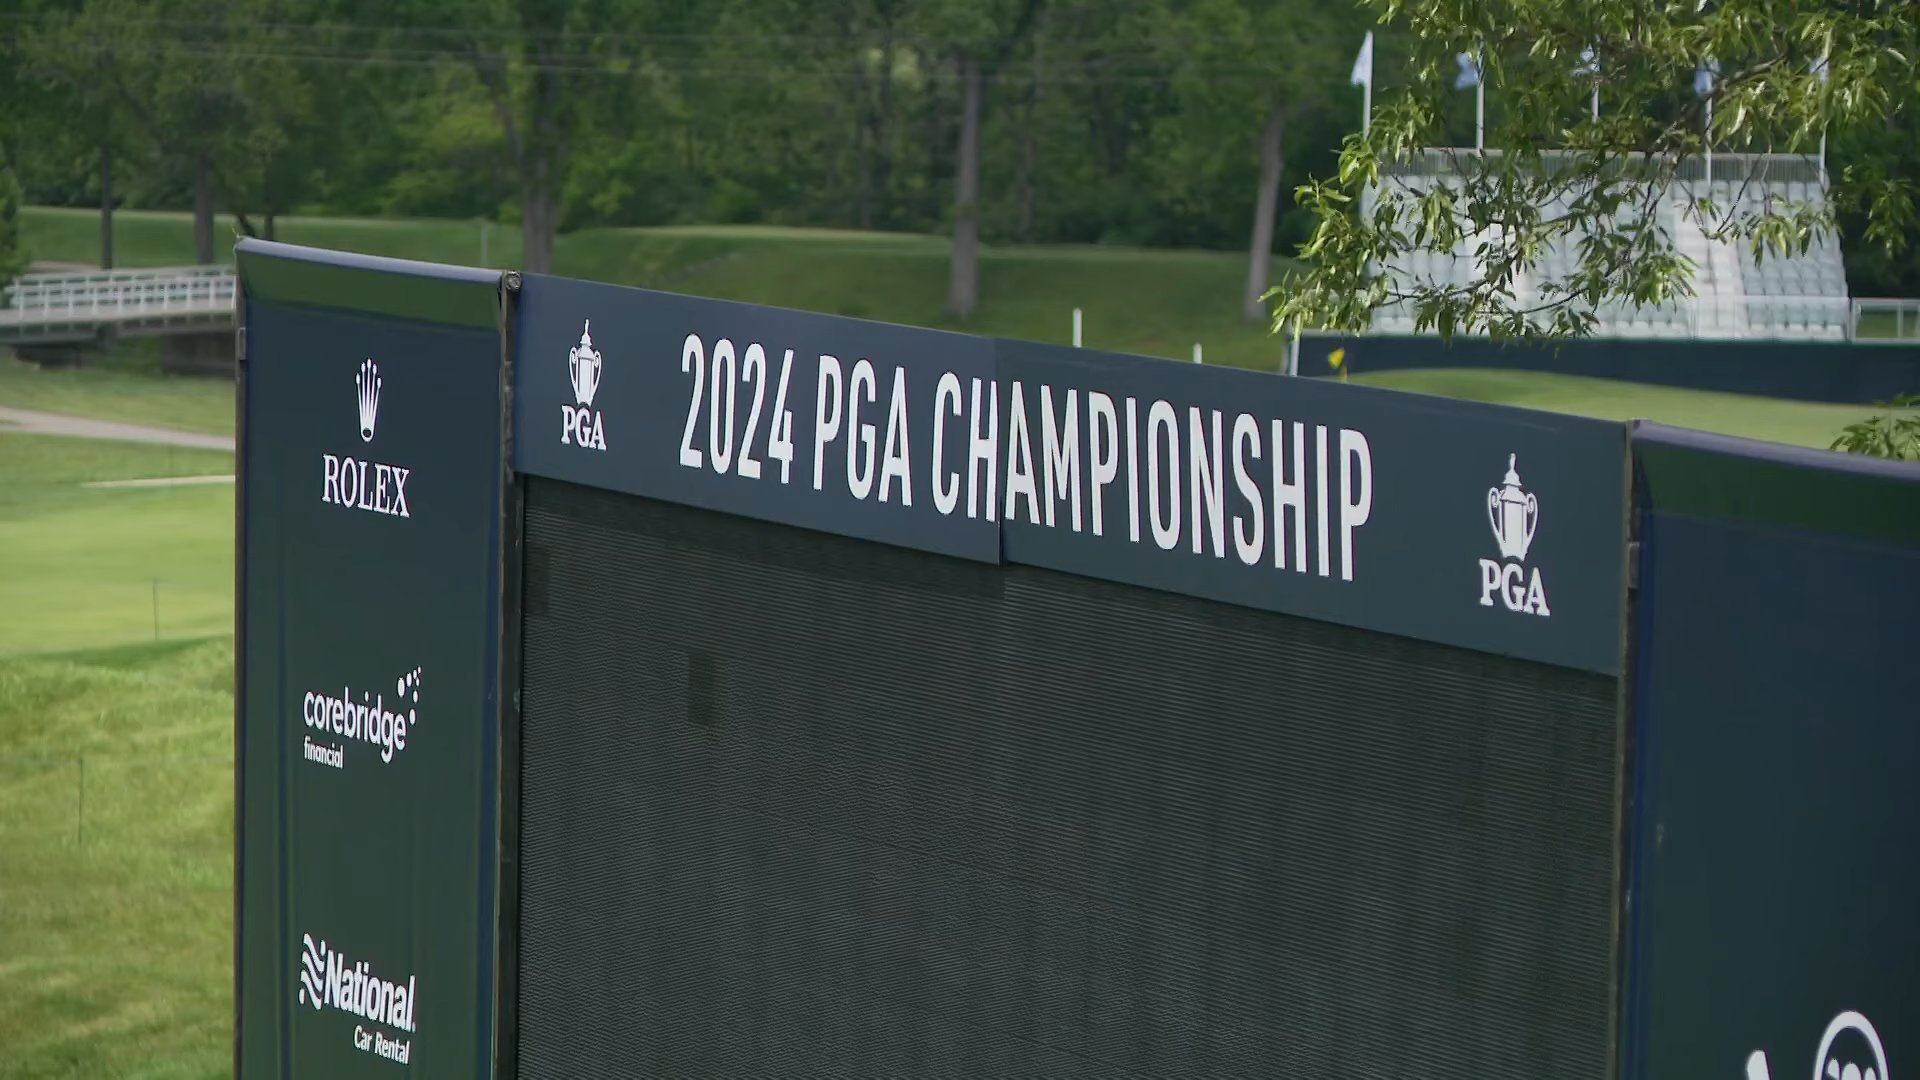 2024 PGA CHAMPIONSHIP
PGA
PGA
ROLEX
corebridge
financial
National
Car Rental